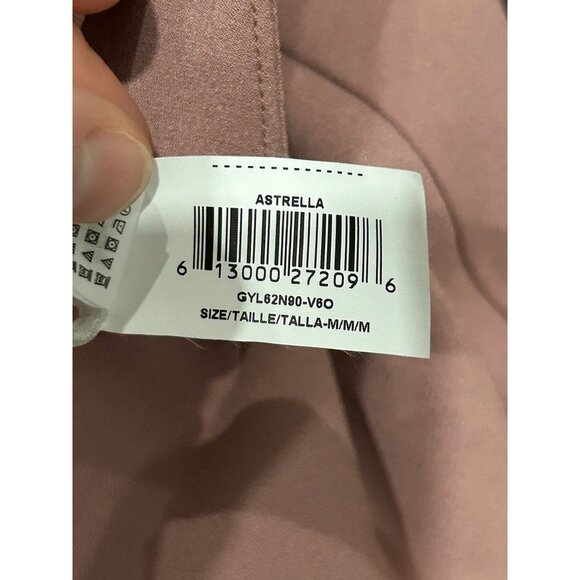 ASTRELLA
6 13000 27209 6
GYL62N90-V6O
SIZE/TAILLE/TALLA-M/M/M